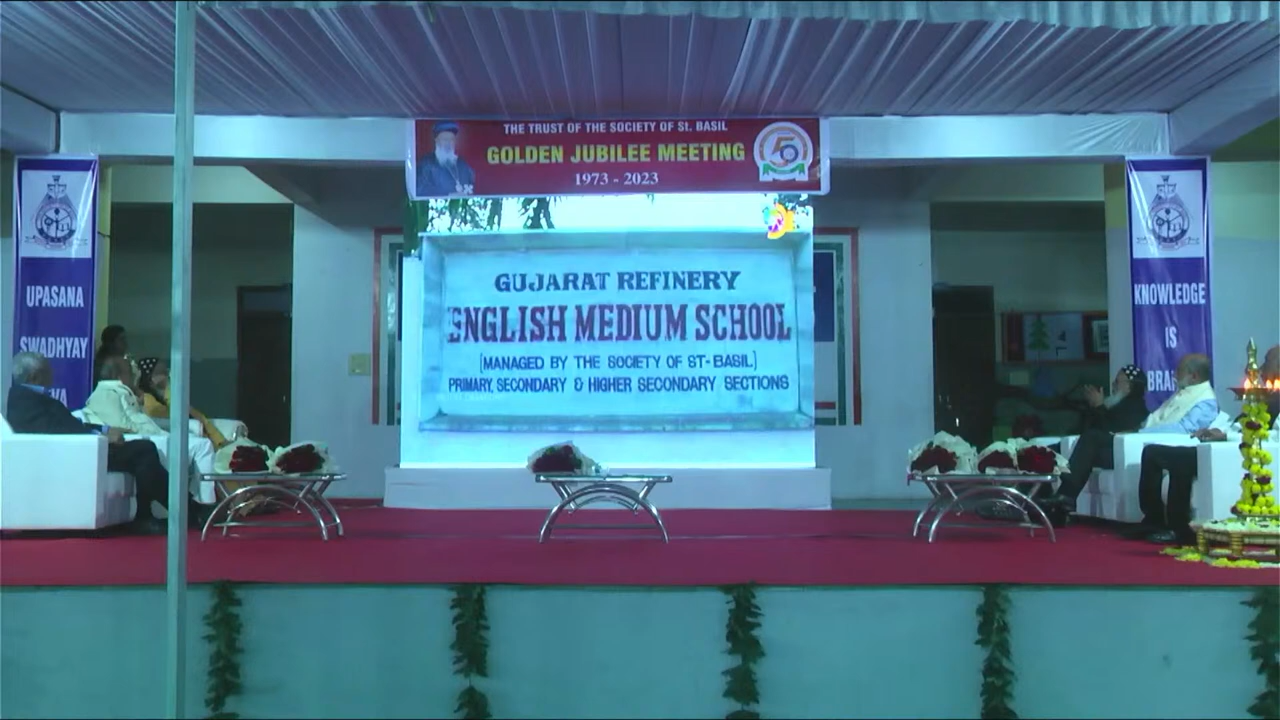 THE TRUST OF THE SOCIETY OF St. BASIL
GOLDEN JUBILEE MEETING
1973 - 2023
50
UPASANA
SWADHYAY
GUJARAT REFINERY
ENGLISH MEDIUM SCHOOL
[MANAGED BY THE SOCIETY OF ST-BASIL]
PRIMARY, SECONDARY & HIGHER SECONDARY SECTIONS
KNOWLEDGE
IS